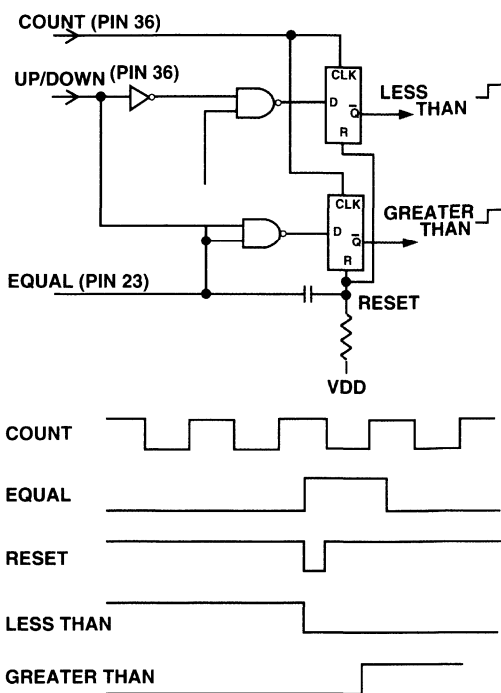 COUNT (PIN 36)
UP/DOWN (PIN 36)
CLK
D
Q
R
LESS
THAN
CLK
D
Q
R
GREATER
THAN
EQUAL (PIN 23)
RESET
VDD
COUNT
EQUAL
RESET
LESS THAN
GREATER THAN